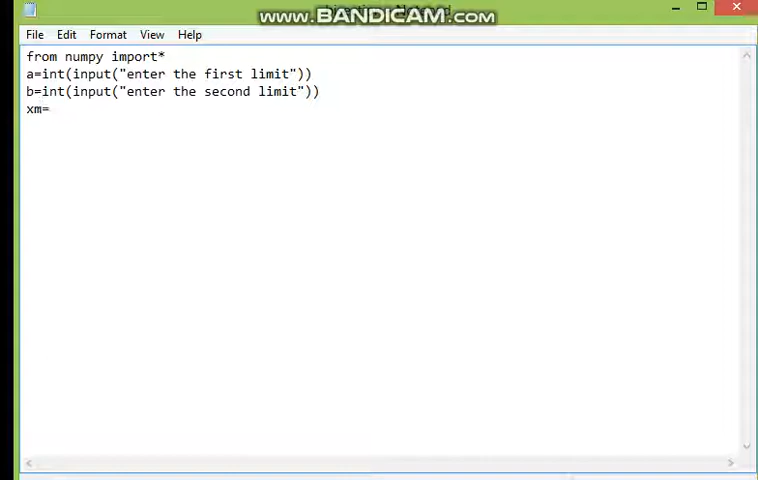 www.BANDICAM.com
File Edit Format View Help
from numpy import*
a=int(input("enter the first limit"))
b=int(input("enter the second limit"))
xm=